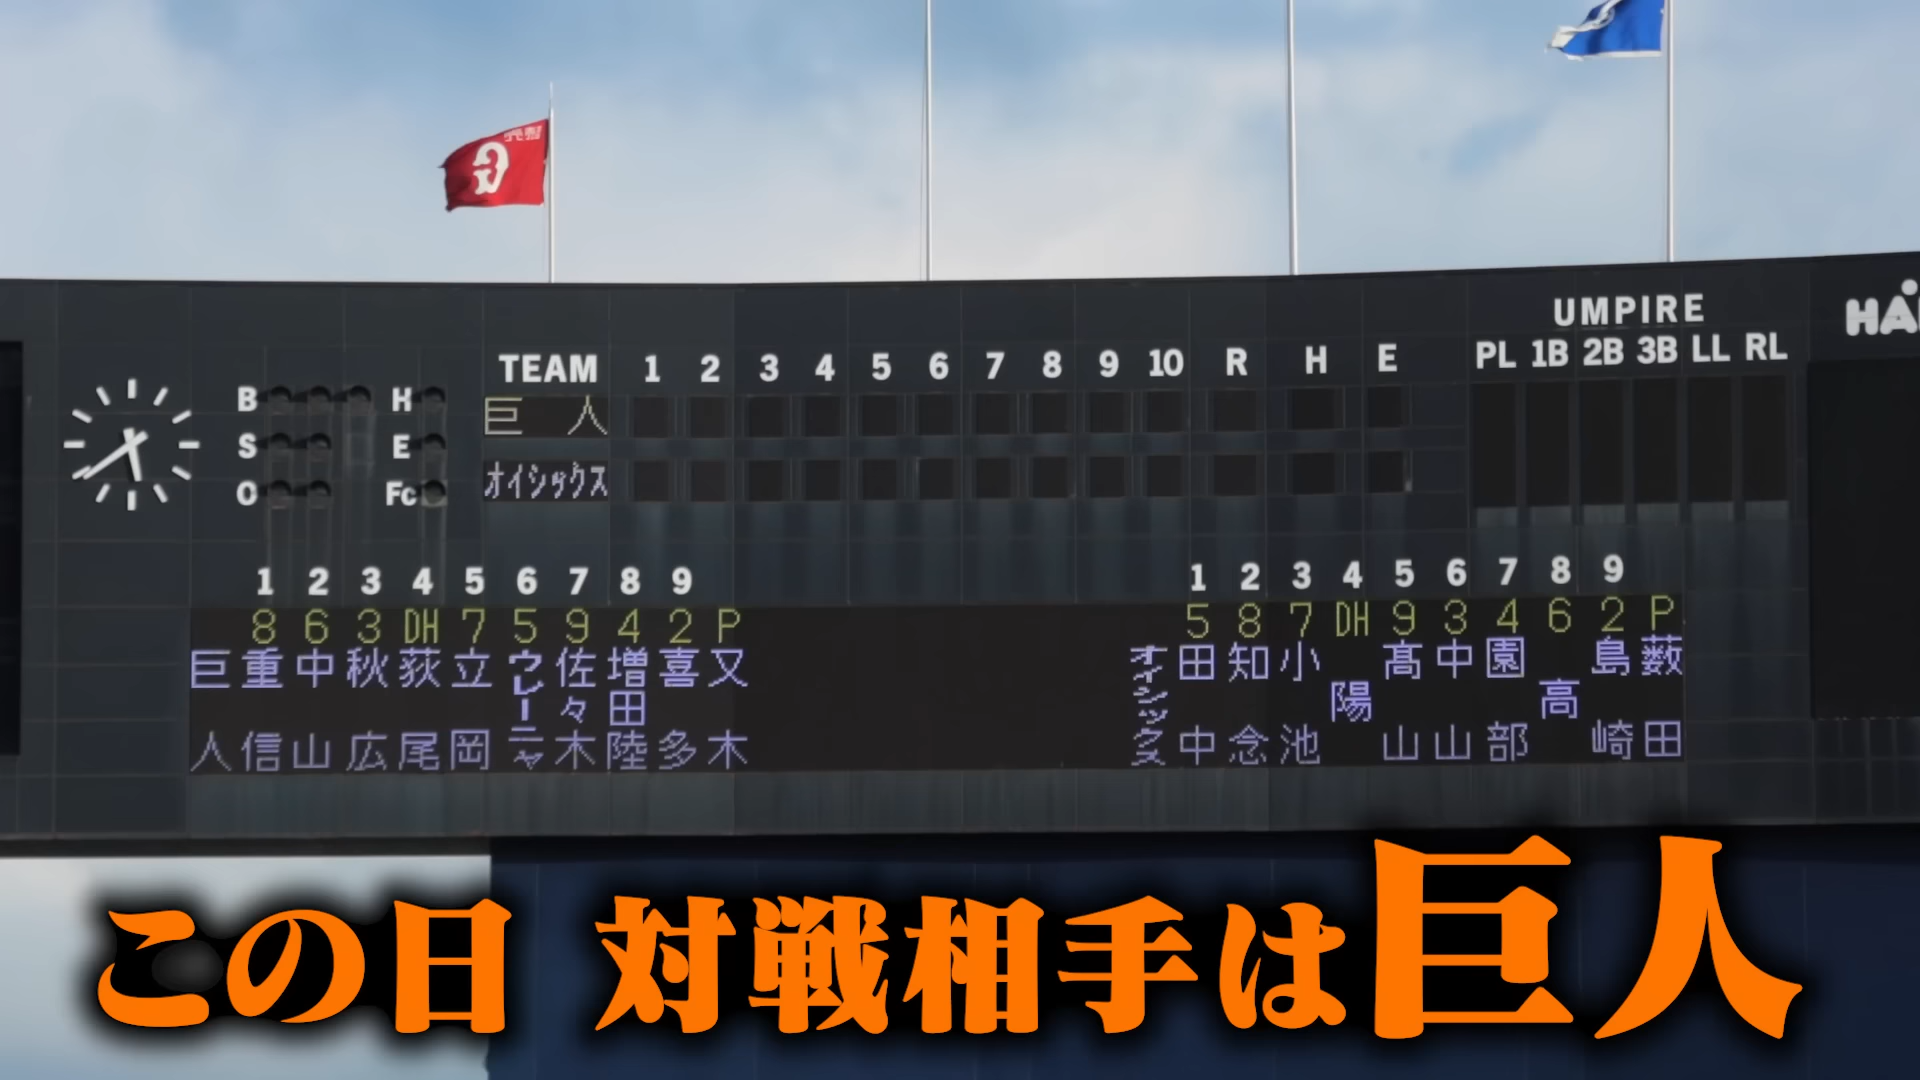 読売
G
UMPIRE
TEAM 1 2 3 4 5 6 7 8 9 10 R H E
PL 1B 2B 3B LL RL
B H
S E
O Fc
巨人
オイシックス
1 2 3 4 5 6 7 8 9
8 6 3 DH 7 5 9 4 2 P
巨人
重信
中山
秋広
荻尾
立岡
ウレーニャ
佐々木
増田陸
喜多
又木
1 2 3 4 5 6 7 8 9
5 8 7 DH 9 3 4 6 2 P
オイシックス
田中
知念
小池
陽
髙山
中山
園部
高
島崎
薮田
この日 対戦相手は巨人